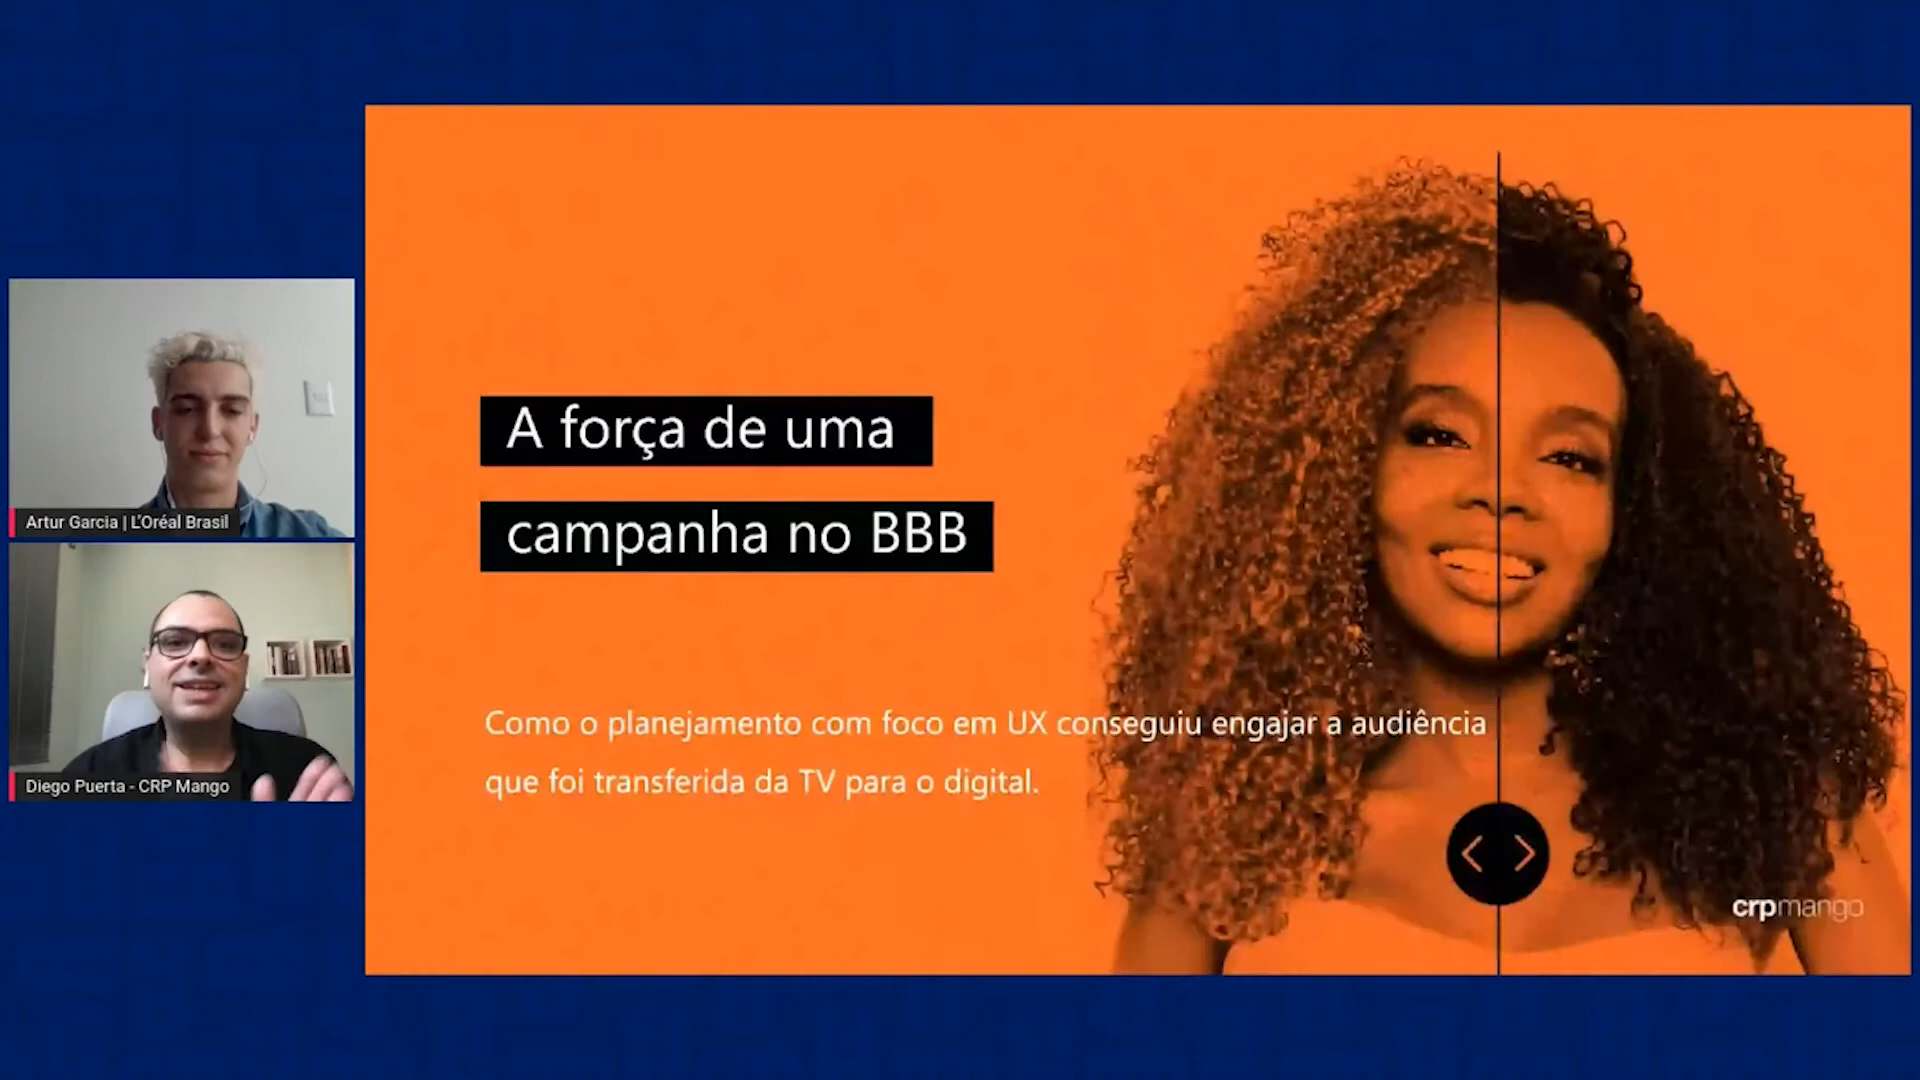 Artur Garcia | L'Oréal Brasil
Diego Puerta - CRP Mango
A força de uma
campanha no BBB
Como o planejamento com foco em UX conseguiu engajar a audiência
que foi transferida da TV para o digital.
crpmango